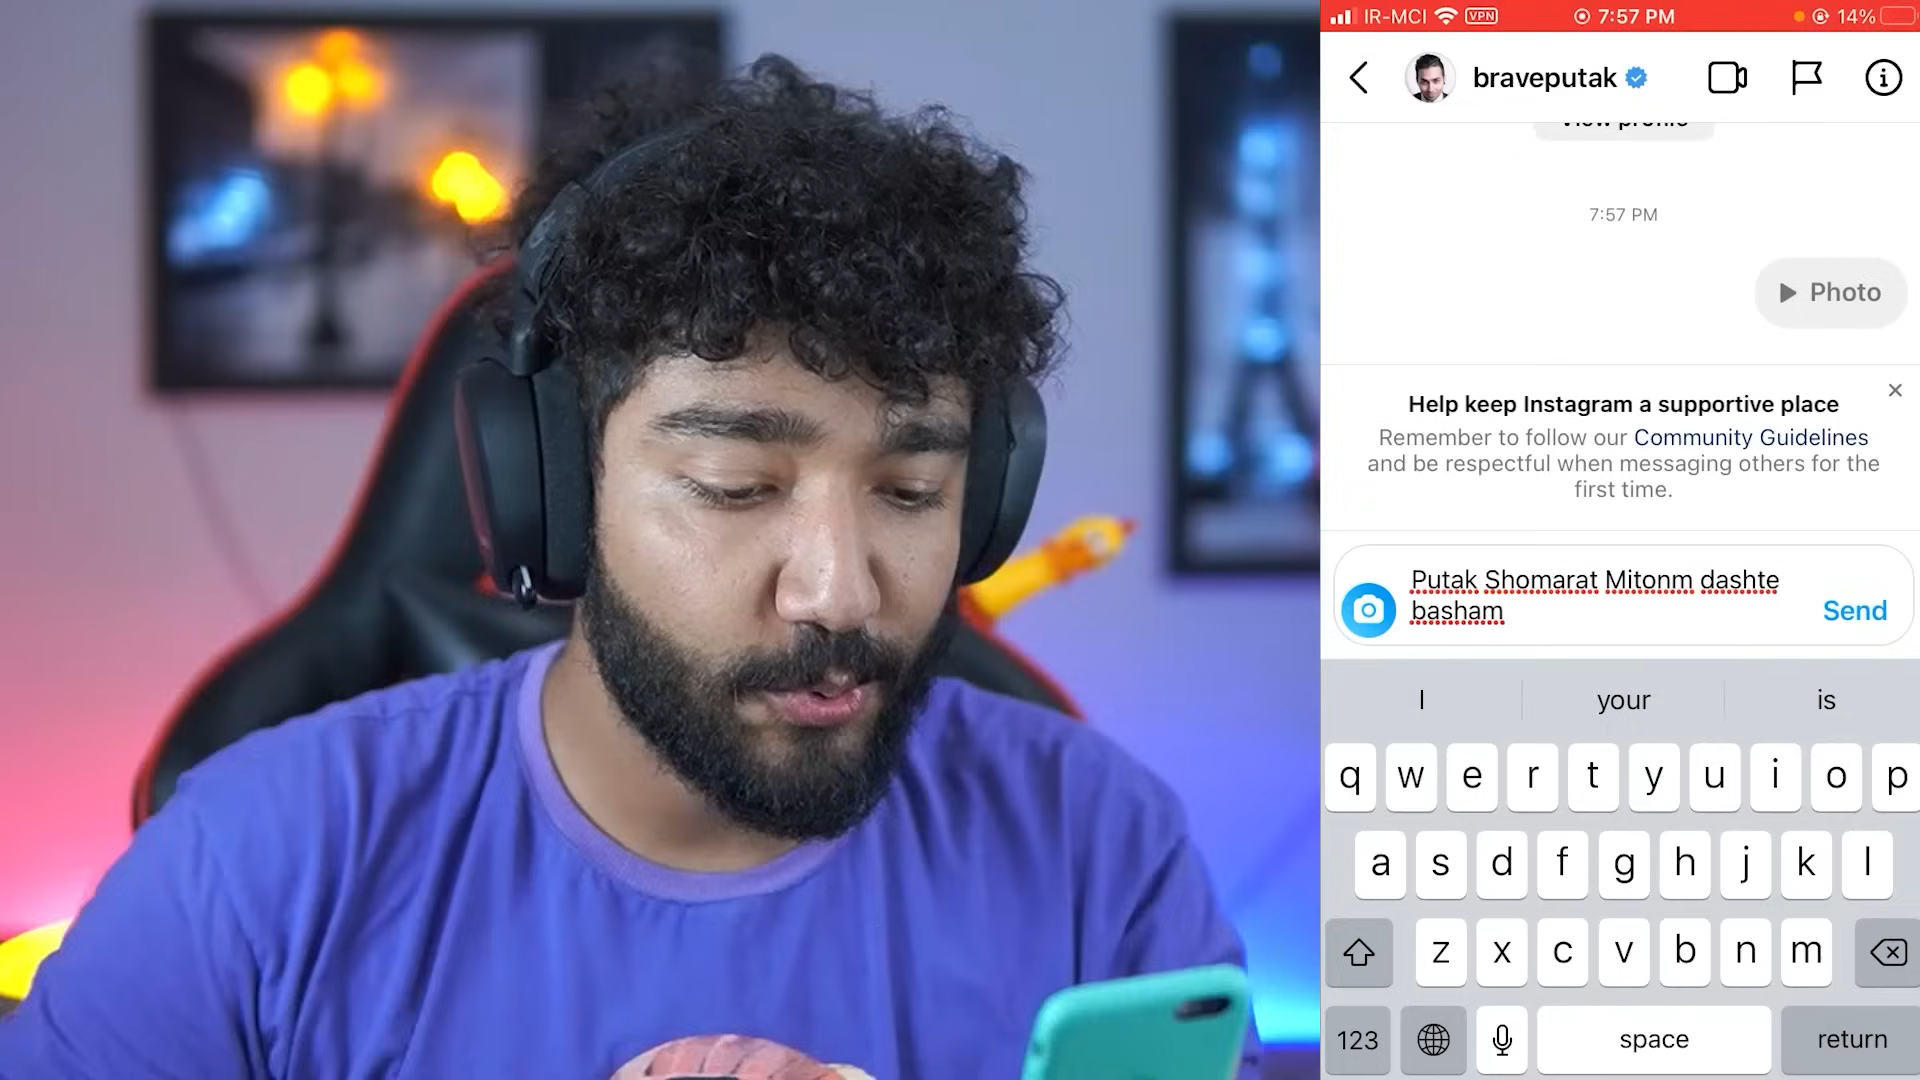 IR-MCI VPN 7:57 PM 14%
braveputak
View profile
7:57 PM
Photo
Help keep Instagram a supportive place
Remember to follow our Community Guidelines
and be respectful when messaging others for the
first time.
Putak Shomarat Mitonm dashte
basham
Send
I your is
q w e r t y u i o p
a s d f g h j k l
z x c v b n m
123 space return